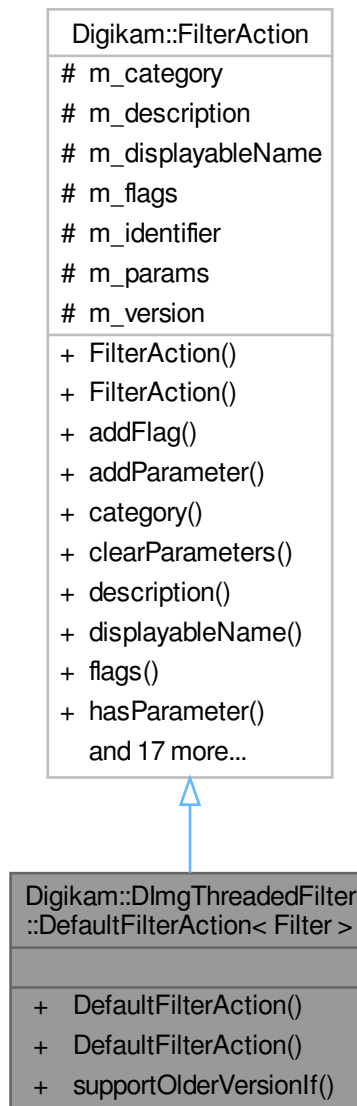 Digikam::FilterAction
# m_category
# m_description
# m_displayableName
# m_flags
# m_identifier
# m_params
# m_version
+ FilterAction()
+ FilterAction()
+ addFlag()
+ addParameter()
+ category()
+ clearParameters()
+ description()
+ displayableName()
+ flags()
+ hasParameter()
and 17 more...
Digikam::DImgThreadedFilter
::DefaultFilterAction< Filter >
+ DefaultFilterAction()
+ DefaultFilterAction()
+ supportOlderVersionIf()